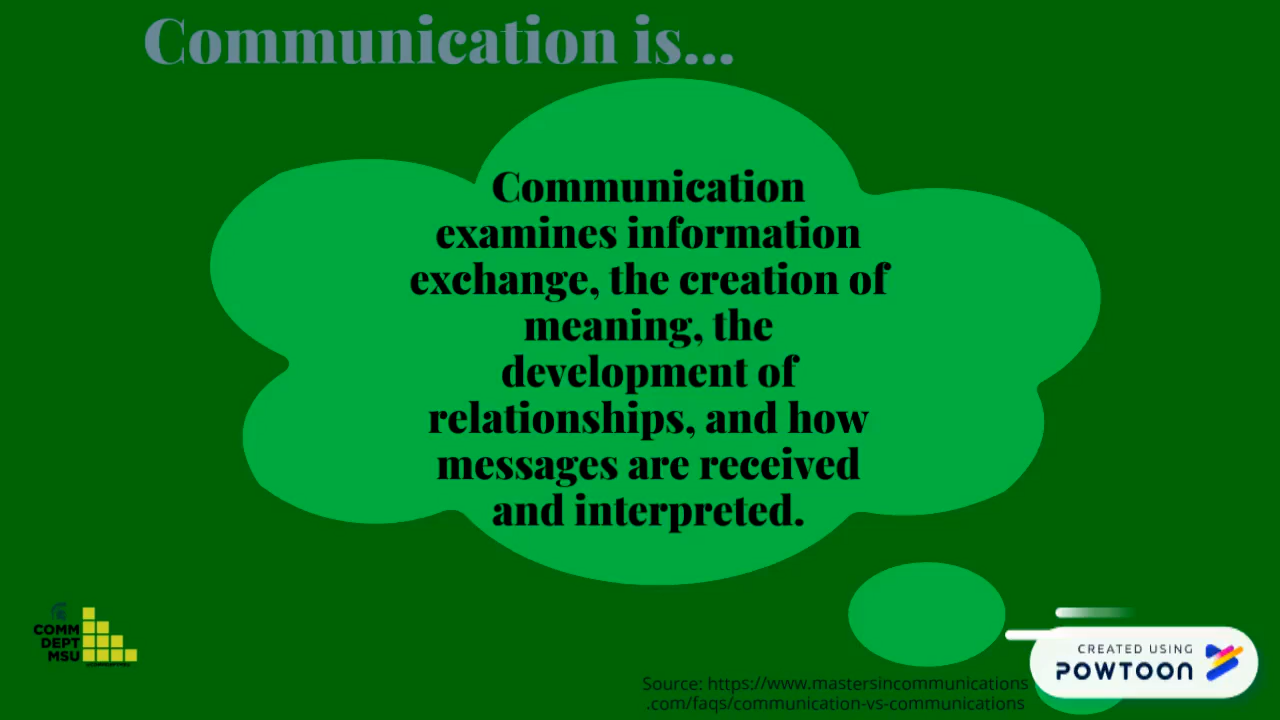 Communication is...
Communication
examines information
exchange, the creation of
meaning, the
development of
relationships, and how
messages are received
and interpreted.
COMM
DEPT
MSU
CREATED USING
POWTOON
Source: https://www.mastersincommunications
.com/faqs/communication-vs-communications